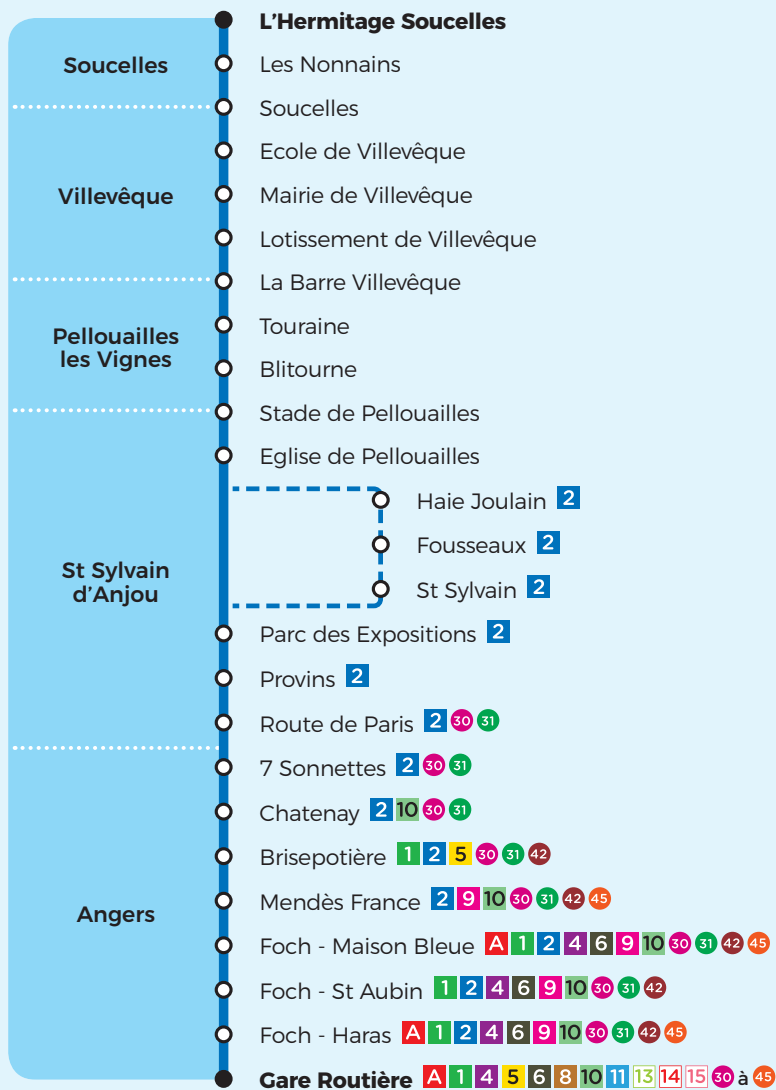 L'Hermitage Soucelles
Soucelles
Les Nonnains
Soucelles
Ecole de Villevêque
Villevêque
Mairie de Villevêque
Lotissement de Villevêque
La Barre Villevêque
Pellouailles
les Vignes
Touraine
Blitourne
Stade de Pellouailles
Eglise de Pellouailles
Haie Joulain 2
Fousseaux 2
St Sylvain
d'Anjou
St Sylvain 2
Parc des Expositions 2
Provins 2
Route de Paris 2 30 31
7 Sonnettes 2 30 31
Chatenay 2 10 30 31
Brisepotière 1 2 5 30 31 42
Angers
Mendès France 2 9 10 30 31 42 45
Foch - Maison Bleue A 1 2 4 6 9 10 30 31 42 45
Foch - St Aubin 1 2 4 6 9 10 30 31 42
Foch - Haras A 1 2 4 6 9 10 30 31 42 45
Gare Routière A 1 4 5 6 8 10 11 13 14 15 30 à 45